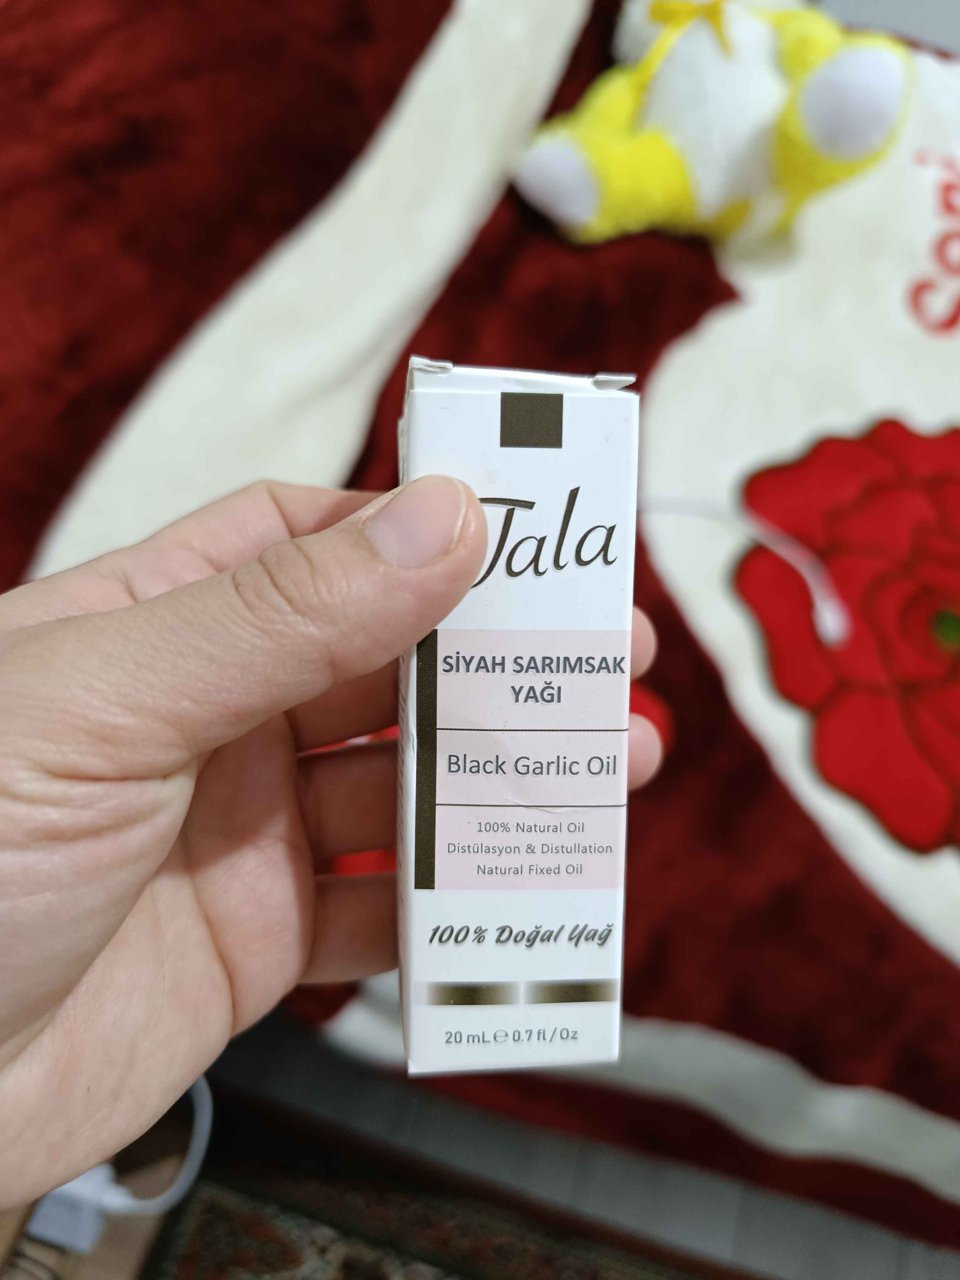 Tala
SİYAH SARIMSAK
YAĞI
Black Garlic Oil
100% Natural Oil
Distülasyon & Distullation
Natural Fixed Oil
100% Doğal Yağ
20 mL ℮ 0.7 fl / Oz